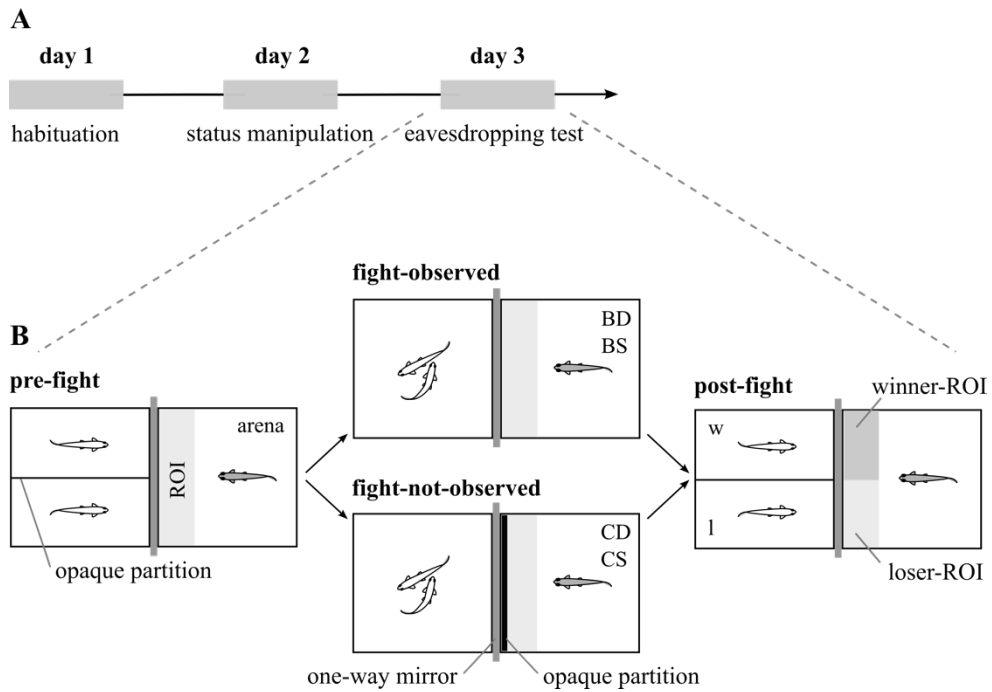 A
day 1 day 2 day 3
habituation status manipulation eavesdropping test
fight-observed
BD
BS
B
pre-fight
arena
ROI
opaque partition
fight-not-observed
CD
CS
one-way mirror opaque partition
post-fight
winner-ROI
w
l
loser-ROI